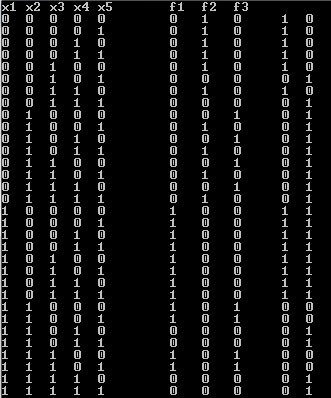 x1 x2 x3 x4 x5 f1 f2 f3
0 0 0 0 0 0 1 0 1 0
0 0 0 0 1 0 1 0 1 0
0 0 0 1 0 0 1 0 1 0
0 0 0 1 1 0 1 0 1 0
0 0 1 0 0 0 1 0 1 0
0 0 1 0 1 0 1 0 0 1
0 0 1 1 0 0 1 0 1 0
0 0 1 1 1 0 1 0 0 1
0 1 0 0 0 0 0 1 0 1
0 1 0 0 1 0 1 0 0 1
0 1 0 1 0 0 0 1 0 1
0 1 0 1 1 0 1 0 0 1
0 1 1 0 0 0 0 1 0 1
0 1 1 0 1 0 1 0 0 1
0 1 1 1 0 0 0 1 0 1
0 1 1 1 1 0 1 0 0 1
1 0 0 0 0 1 0 0 1 1
1 0 0 0 1 1 0 0 1 1
1 0 0 1 0 1 0 0 1 1
1 0 0 1 1 1 0 0 1 1
1 0 1 0 0 1 0 0 1 1
1 0 1 0 1 1 0 0 1 1
1 0 1 1 0 1 0 0 1 1
1 0 1 1 1 1 0 0 1 1
1 1 0 0 0 1 0 1 0 0
1 1 0 0 1 1 0 1 0 0
1 1 0 1 0 0 0 0 0 1
1 1 0 1 1 0 0 0 0 1
1 1 1 0 0 1 0 1 0 1
1 1 1 0 1 1 0 1 0 1
1 1 1 1 0 0 0 0 0 1
1 1 1 1 1 0 0 0 0 1